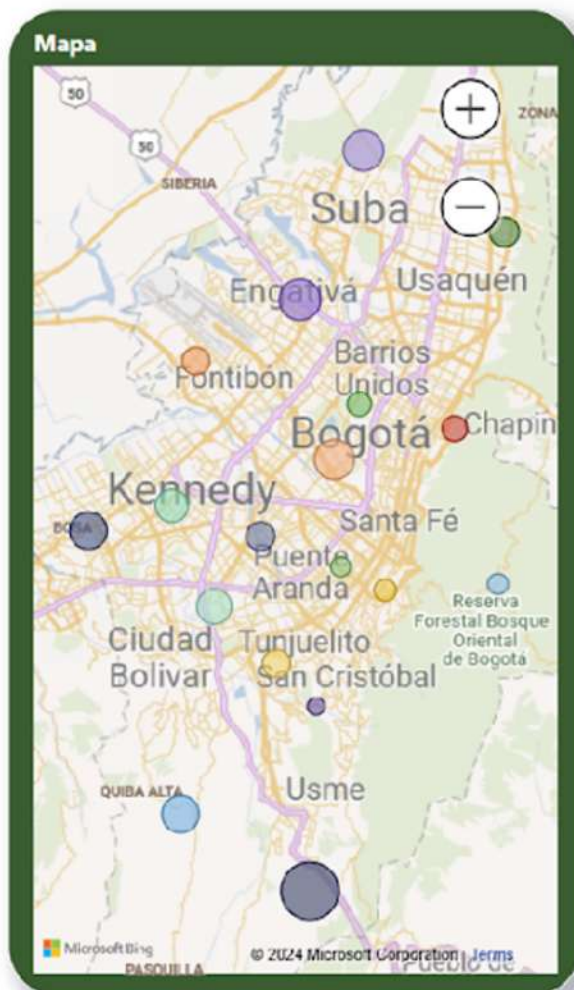 Mapa
50
50
ZONA
SIBERIA
Suba
Usaquén
Engativá
Barrios
Unidos
Fontibón
Bogotá
Chapin
Kennedy
Santa Fé
BOSA
Puente
Aranda
Reserva
Forestal Bosque
Oriental
de Bogotá
Ciudad
Bolivar
Tunjuelito
San Cristóbal
QUIBA ALTA
Usme
Microsoft Bing
© 2024 Microsoft Corporation Terms
PASQUILLA
Pueblo de